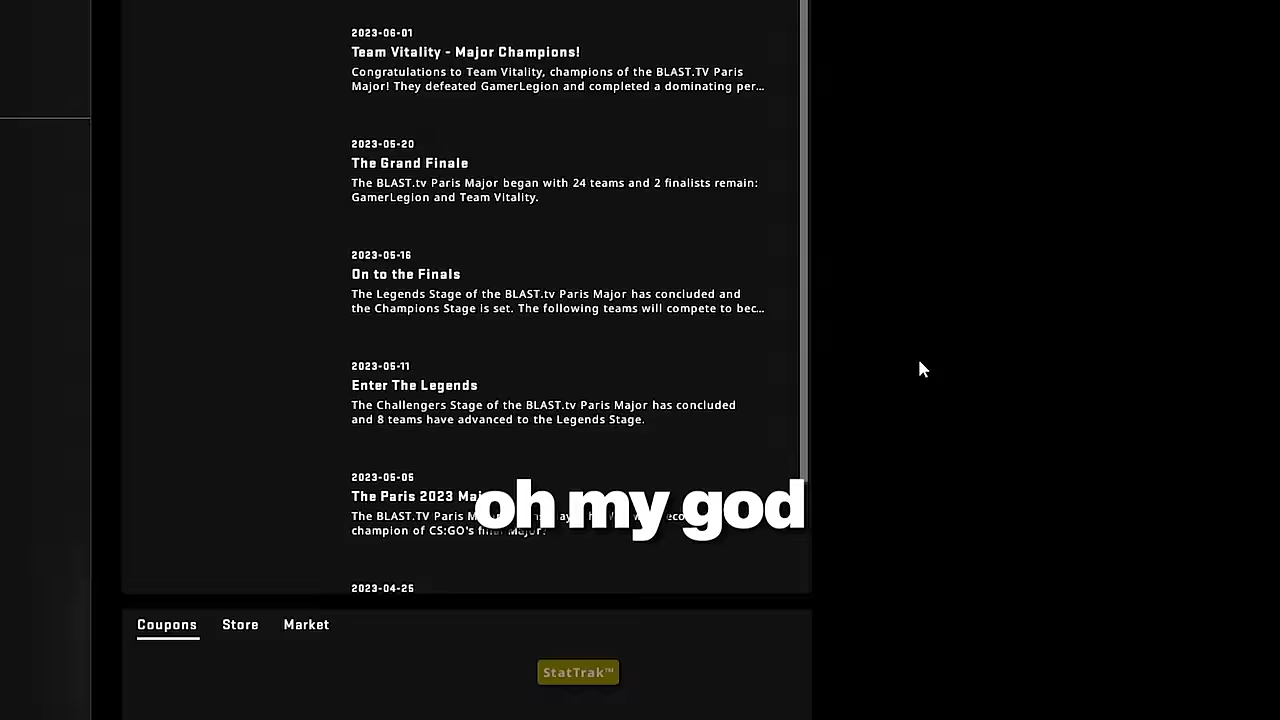 2023-06-01
Team Vitality - Major Champions!
Congratulations to Team Vitality, champions of the BLAST.TV Paris
Major! They defeated GamerLegion and completed a dominating per...
2023-05-20
The Grand Finale
The BLAST.tv Paris Major began with 24 teams and 2 finalists remain:
GamerLegion and Team Vitality.
2023-05-16
On to the Finals
The Legends Stage of the BLAST.tv Paris Major has concluded and
the Champions Stage is set. The following teams will compete to bec...
2023-05-11
Enter The Legends
The Challengers Stage of the BLAST.tv Paris Major has concluded
and 8 teams have advanced to the Legends Stage.
2023-05-05
The Paris 2023
oh my god
The BLAST.TV Paris
champion of CS:GO's final Major!
2023-04-25
Coupons Store Market
StatTrak™